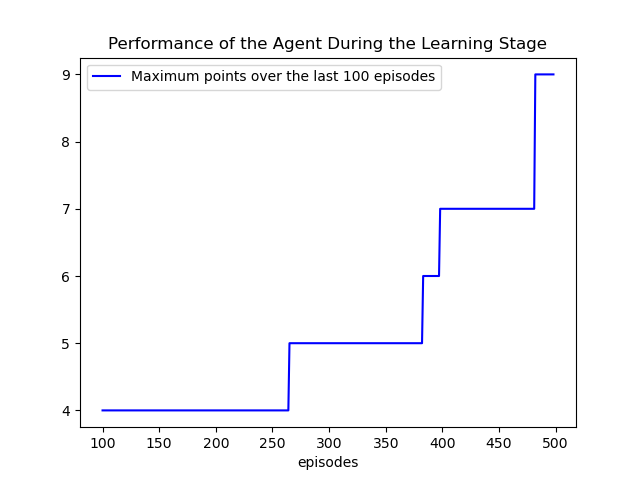 Performance of the Agent During the Learning Stage
Maximum points over the last 100 episodes
9
8
7
6
5
4
100 150 200 250 300 350 400 450 500
episodes